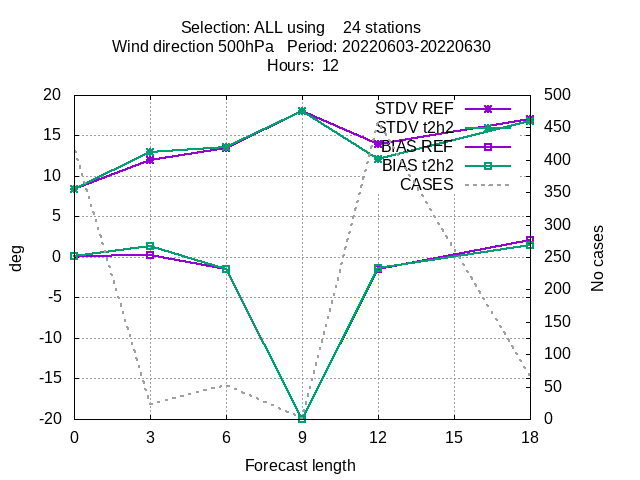 Selection: ALL using    24 stations
Wind direction 500hPa   Period: 20220603-20220630
Hours:  12
STDV REF
STDV t2h2
BIAS REF
BIAS t2h2
CASES
20
15
10
5
0
-5
-10
-15
-20
500
450
400
350
300
250
200
150
100
50
0
deg
No cases
0 3 6 9 12 15 18
Forecast length